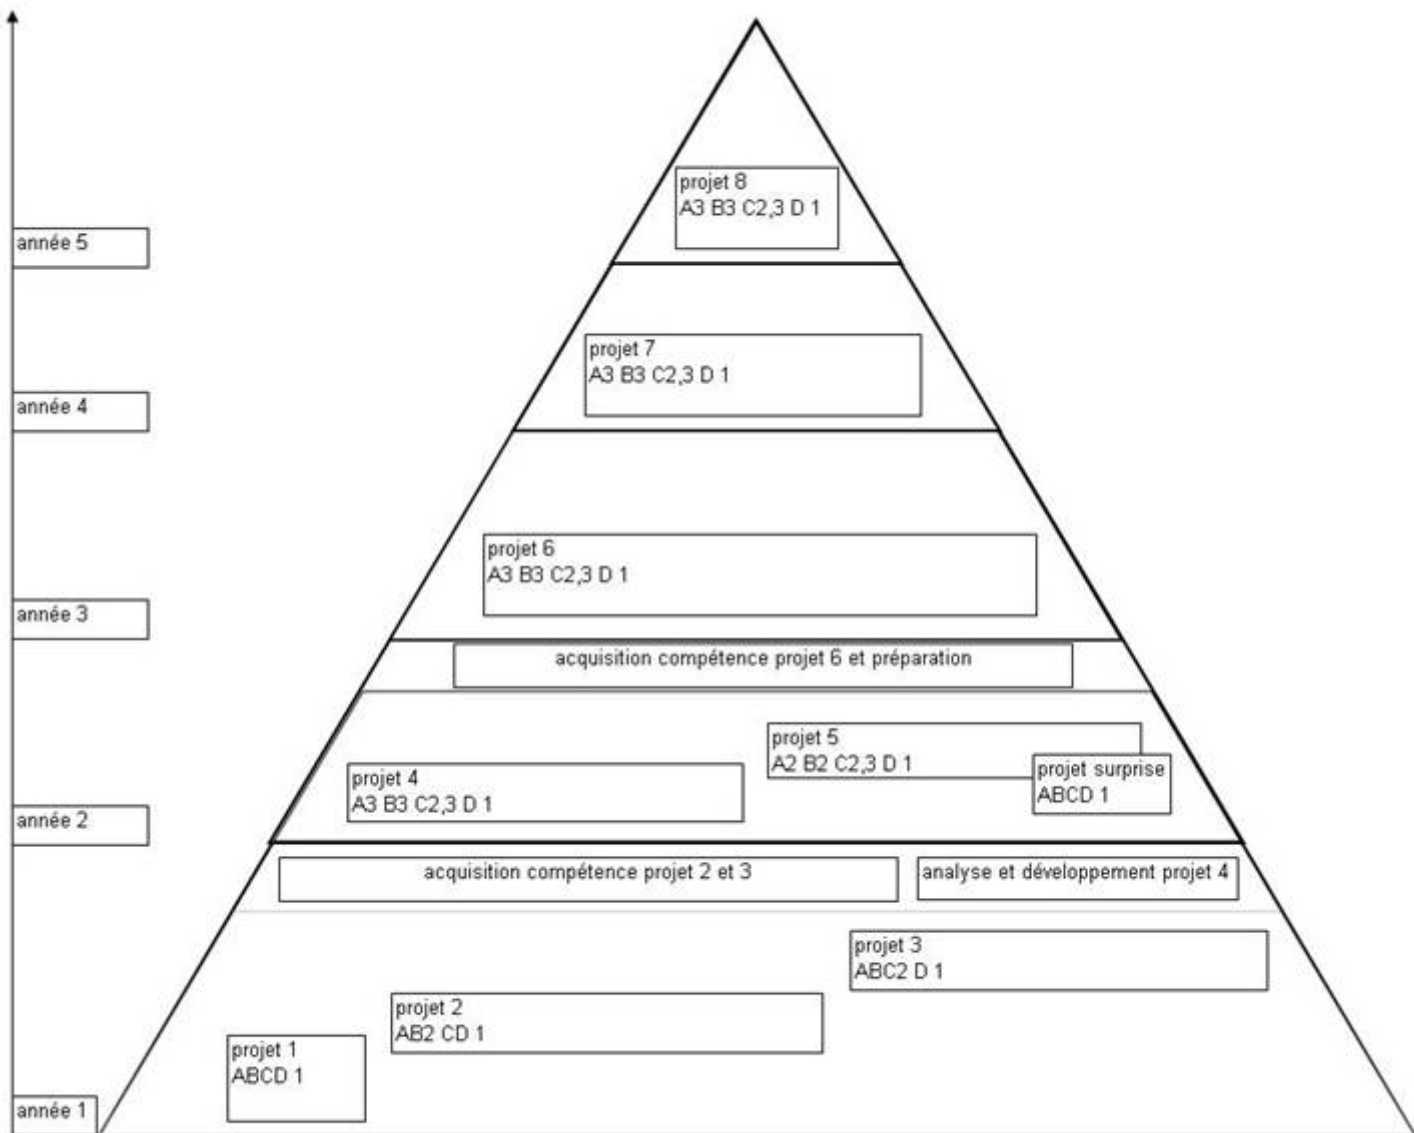 projet 8
A3 B3 C2,3 D 1
année 5
projet 7
A3 B3 C2,3 D 1
année 4
projet 6
A3 B3 C2,3 D 1
année 3
acquisition compétence projet 6 et préparation
projet 5
A2 B2 C2,3 D 1
projet surprise
ABCD 1
projet 4
A3 B3 C2,3 D 1
année 2
acquisition compétence projet 2 et 3
analyse et développement projet 4
projet 3
ABC2 D 1
projet 2
AB2 CD 1
projet 1
ABCD 1
année 1